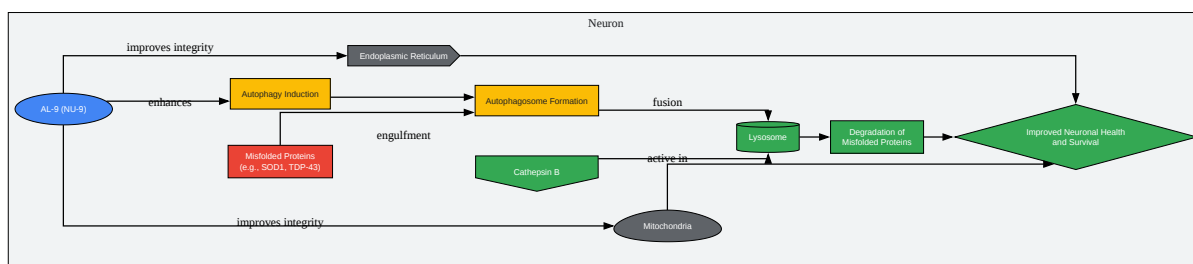 Neuron
improves integrity
Endoplasmic Reticulum
AL-9 (NU-9)
enhances
Autophagy Induction
Autophagosome Formation
fusion
engulfment
Lysosome
Degradation of
Misfolded Proteins
Improved Neuronal Health
and Survival
Misfolded Proteins
(e.g., SOD1, TDP-43)
Cathepsin B
active in
improves integrity
Mitochondria